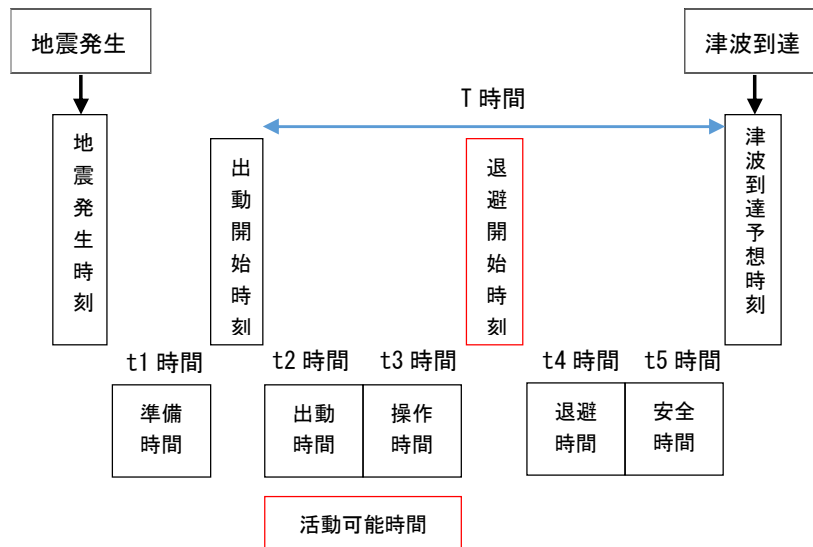 地震発生
津波到達
T 時間
地震発生時刻
出動開始時刻
退避開始時刻
津波到達予想時刻
t1 時間
t2 時間
t3 時間
t4 時間
t5 時間
準備
時間
出動
時間
操作
時間
退避
時間
安全
時間
活動可能時間